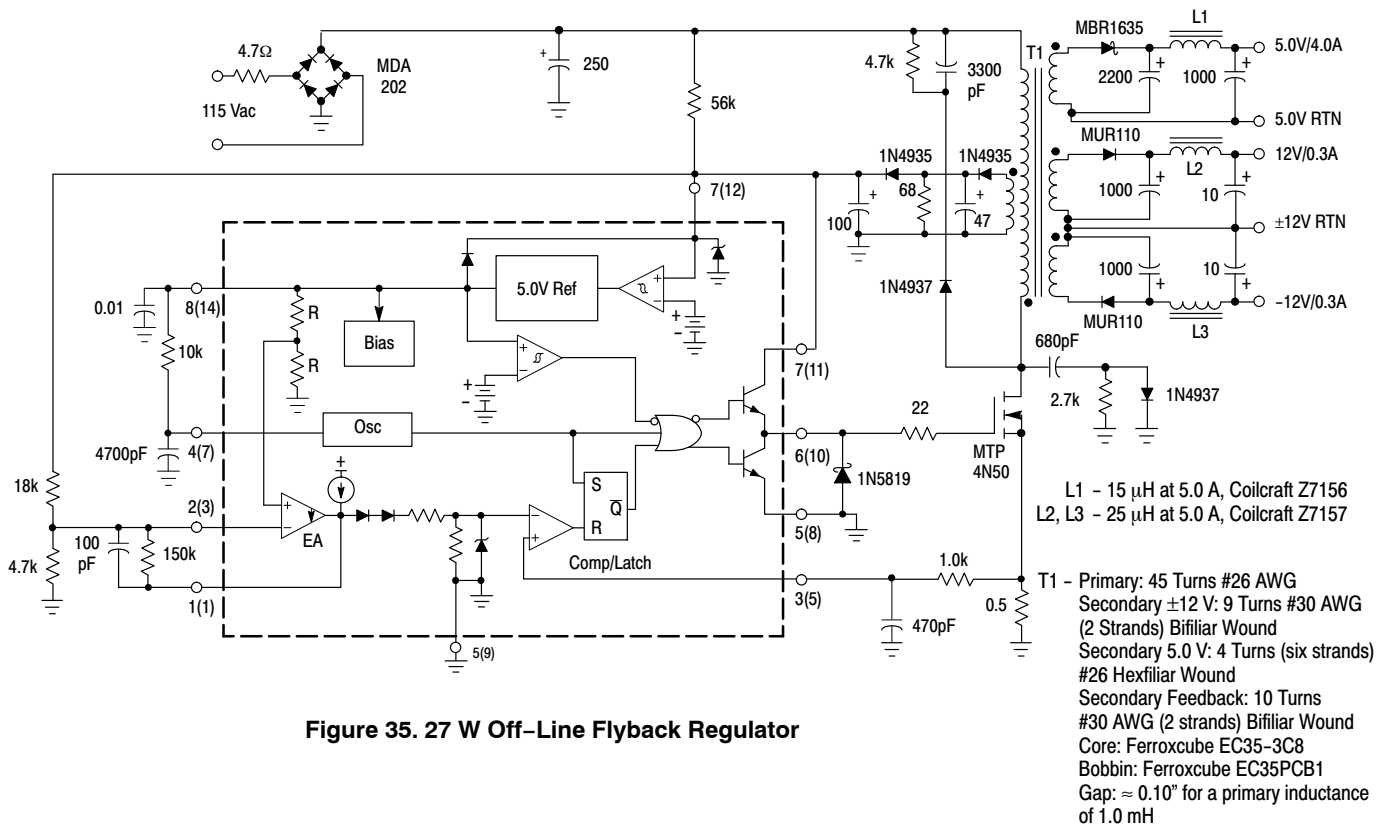 4.7Ω
MDA
202
115 Vac
+
250
56k
4.7k
3300
pF
T1
MBR1635
L1
5.0V/4.0A
+
2200
+
1000
5.0V RTN
MUR110
L2
12V/0.3A
+
1000
+
10
±12V RTN
+
1000
+
10
MUR110
L3
−12V/0.3A
1N4935
1N4935
68
+
100
+
47
1N4937
7(12)
0.01
8(14)
R
R
Bias
5.0V Ref
+
−
+
−
10k
+
−
+
−
7(11)
680pF
2.7k
1N4937
Osc
4700pF
4(7)
22
6(10)
MTP
4N50
1N5819
18k
+
S
Q
R
2(3)
+
−
EA
−
+
Comp/Latch
5(8)
100
pF
150k
4.7k
1(1)
1.0k
3(5)
470pF
0.5
5(9)
L1 − 15 μH at 5.0 A, Coilcraft Z7156
L2, L3 − 25 μH at 5.0 A, Coilcraft Z7157
T1 − Primary: 45 Turns #26 AWG
Secondary ±12 V: 9 Turns #30 AWG
(2 Strands) Bifiliar Wound
Secondary 5.0 V: 4 Turns (six strands)
#26 Hexfiliar Wound
Secondary Feedback: 10 Turns
#30 AWG (2 strands) Bifiliar Wound
Core: Ferroxcube EC35−3C8
Bobbin: Ferroxcube EC35PCB1
Gap: ≈ 0.10" for a primary inductance
of 1.0 mH
Figure 35. 27 W Off−Line Flyback Regulator